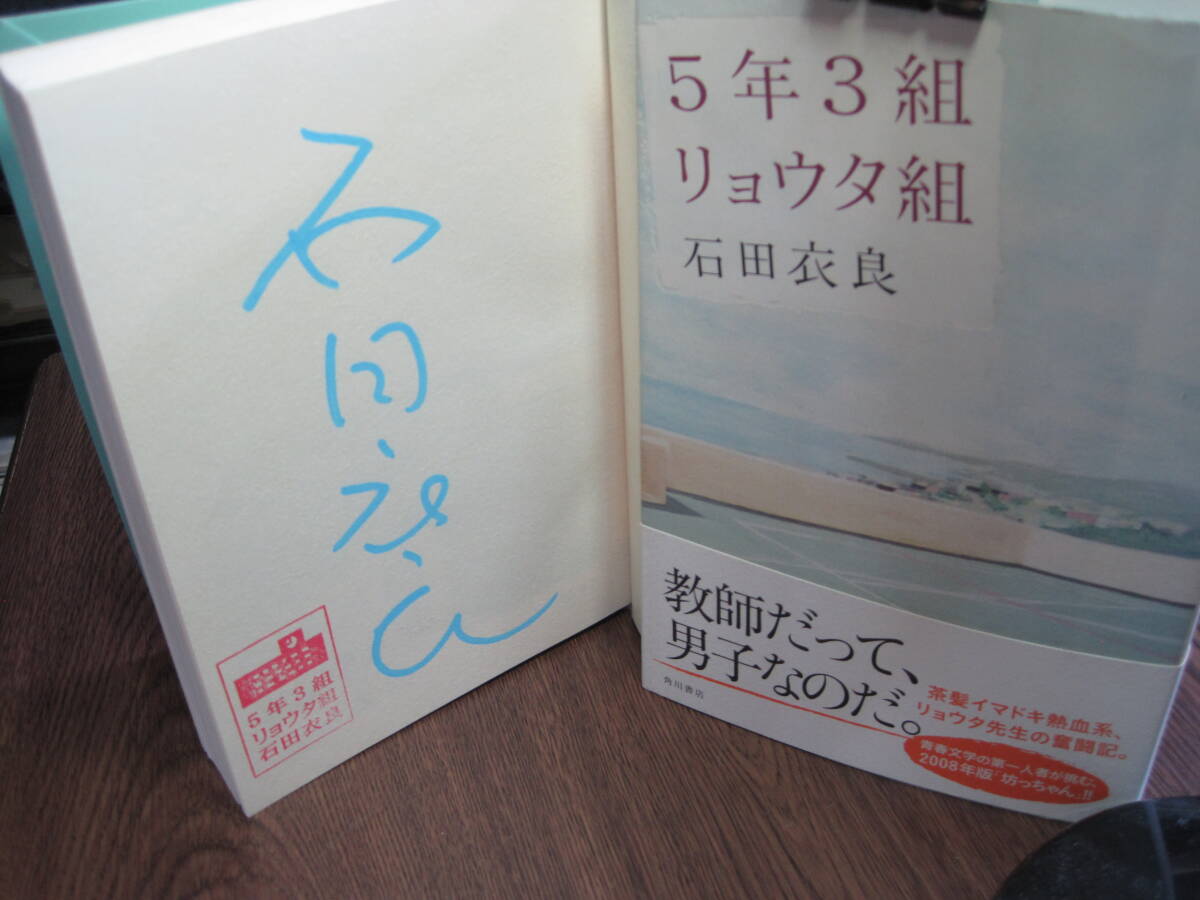 石田衣良
5年3組
リョウタ組
石田衣良
5年3組
リョウタ組
石田衣良
教師だって、
男子なのだ。
角川書店
茶髪イマドキ熱血系、
リョウタ先生の奮闘記。
青春文学の第一人者が挑む、
2008年版「坊っちゃん」!!